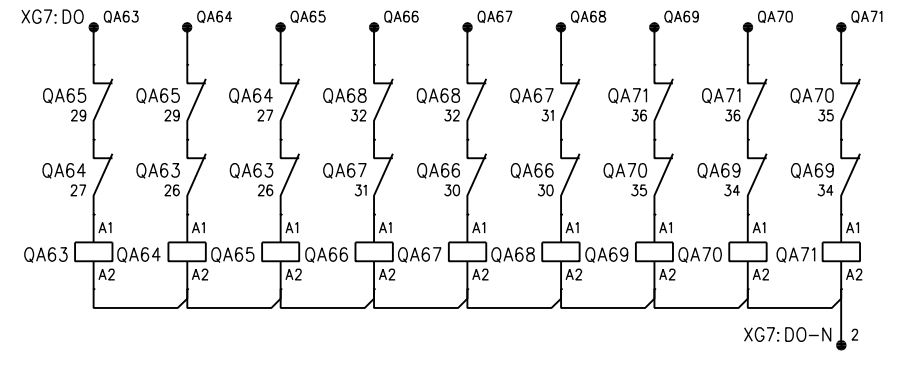 XG7:DO QA63 QA64 QA65 QA66 QA67 QA68 QA69 QA70 QA71
QA65 QA65 QA64 QA68 QA68 QA67 QA71 QA71 QA70
29 29 27 32 32 31 36 36 35
QA64 QA63 QA63 QA67 QA66 QA66 QA70 QA69 QA69
27 26 26 31 30 30 35 34 34
A1 A1 A1 A1 A1 A1 A1 A1 A1
QA63 QA64 QA65 QA66 QA67 QA68 QA69 QA70 QA71
A2 A2 A2 A2 A2 A2 A2 A2 A2
XG7:DO-N 2